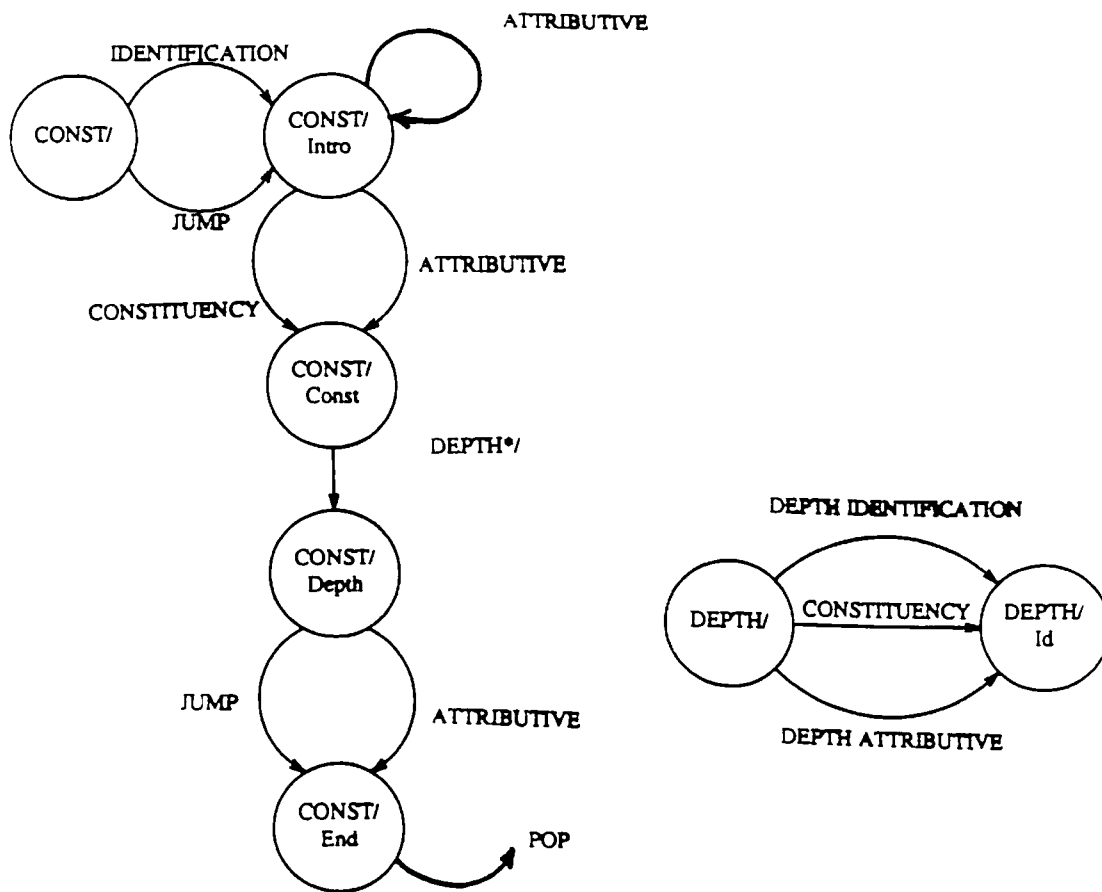 ATTRIBUTIVE
IDENTIFICATION
CONST/
CONST/
Intro
JUMP
ATTRIBUTIVE
CONSTITUENCY
CONST/
Const
DEPTH*/
CONST/
Depth
JUMP
ATTRIBUTIVE
CONST/
End
POP
DEPTH IDENTIFICATION
DEPTH/
CONSTITUENCY
DEPTH/
Id
DEPTH ATTRIBUTIVE